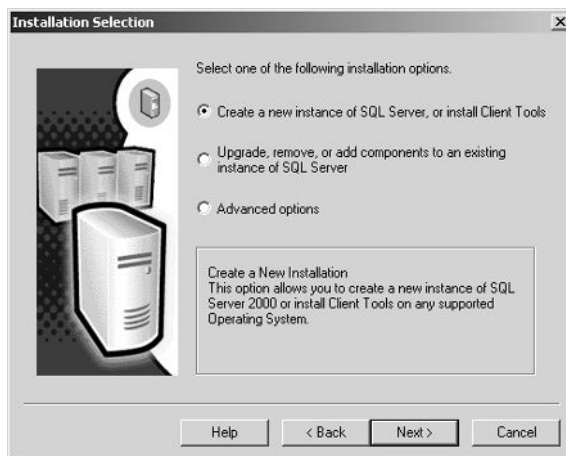 Installation Selection
Select one of the following installation options.
Create a new instance of SQL Server, or install Client Tools
Upgrade, remove, or add components to an existing
instance of SQL Server
Advanced options
Create a New Installation
This option allows you to create a new instance of SQL
Server 2000 or install Client Tools on any supported
Operating System.
Help
< Back
Next >
Cancel